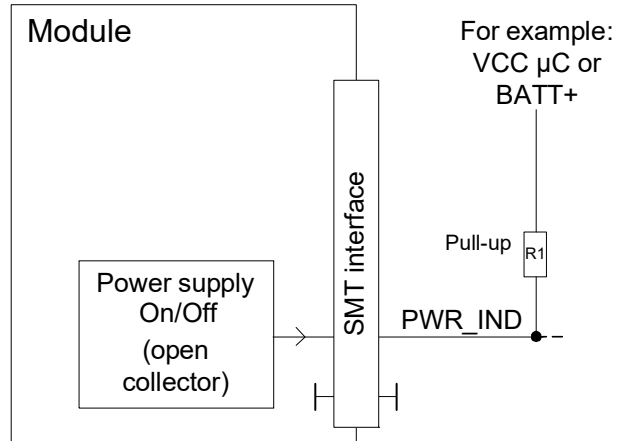 Module
For example:
VCC µC or
BATT+
Pull-up
R1
SMT interface
Power supply
On/Off
(open
collector)
PWR_IND